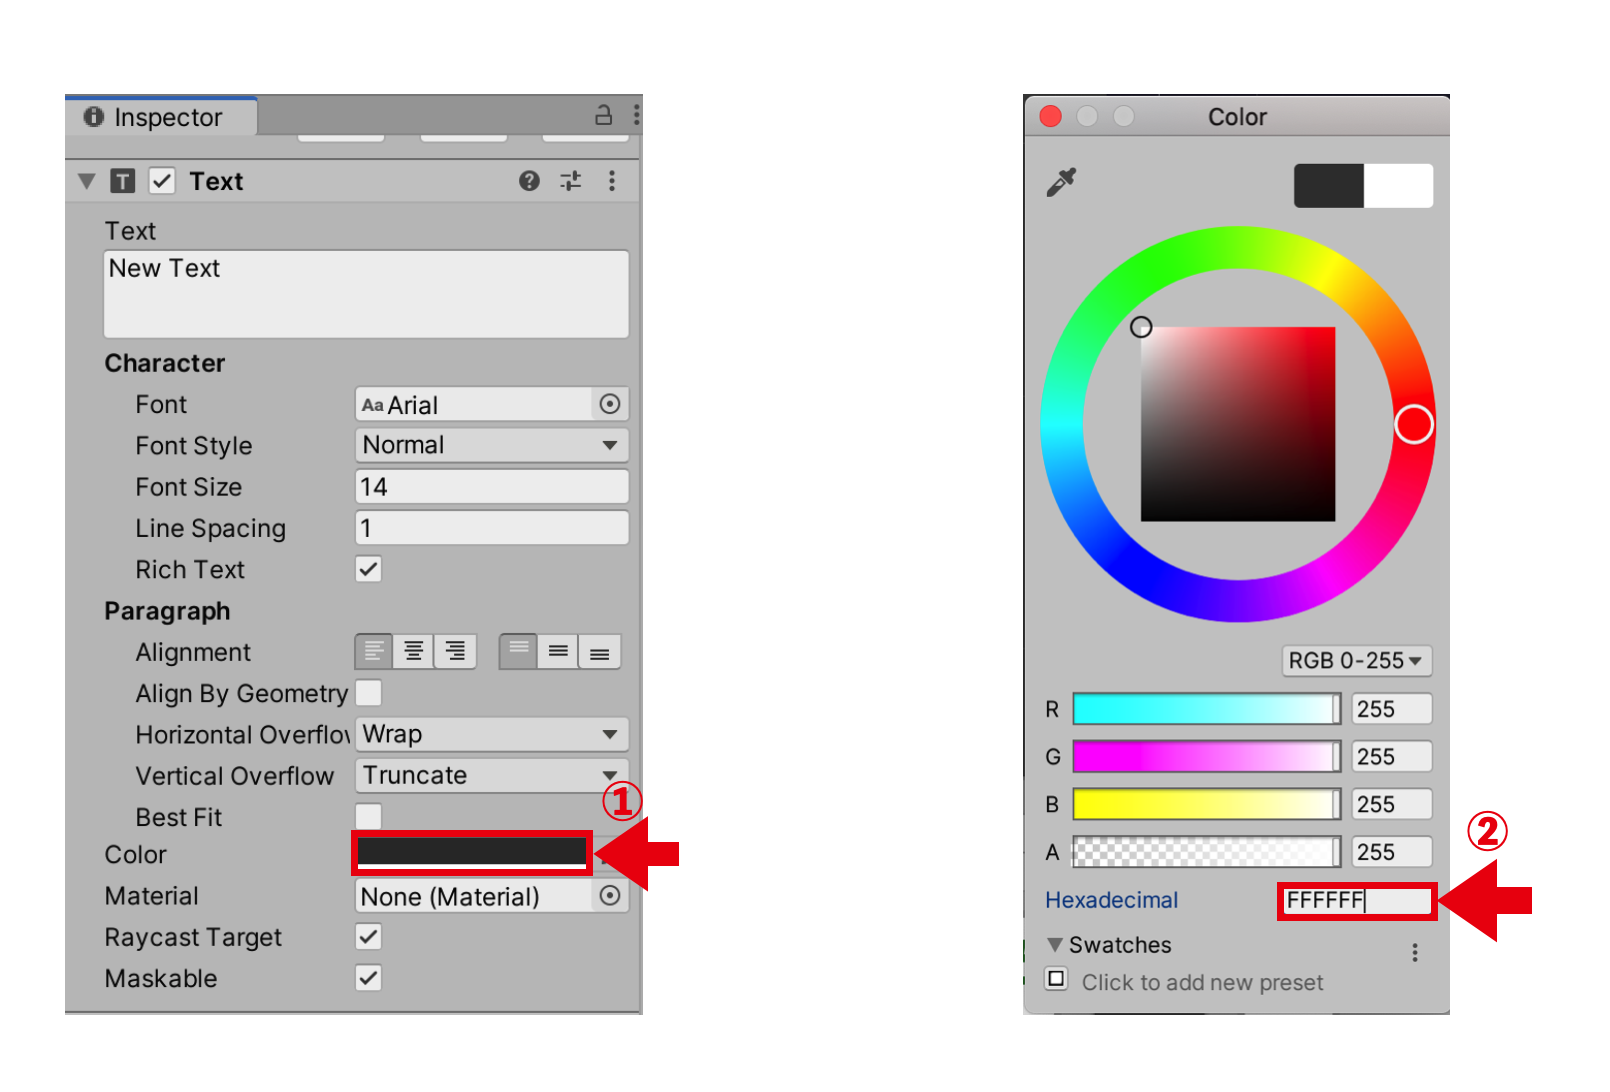 Inspector
Text
Text
New Text
Character
Font
Aa Arial
Font Style
Normal
Font Size
14
Line Spacing
1
Rich Text
Paragraph
Alignment
Align By Geometry
Horizontal Overflow
Wrap
Vertical Overflow
Truncate
①
Best Fit
Color
Material
None (Material)
Raycast Target
Maskable
Color
RGB 0-255
R
255
G
255
B
255
A
255
②
Hexadecimal
FFFFFF
Swatches
Click to add new preset